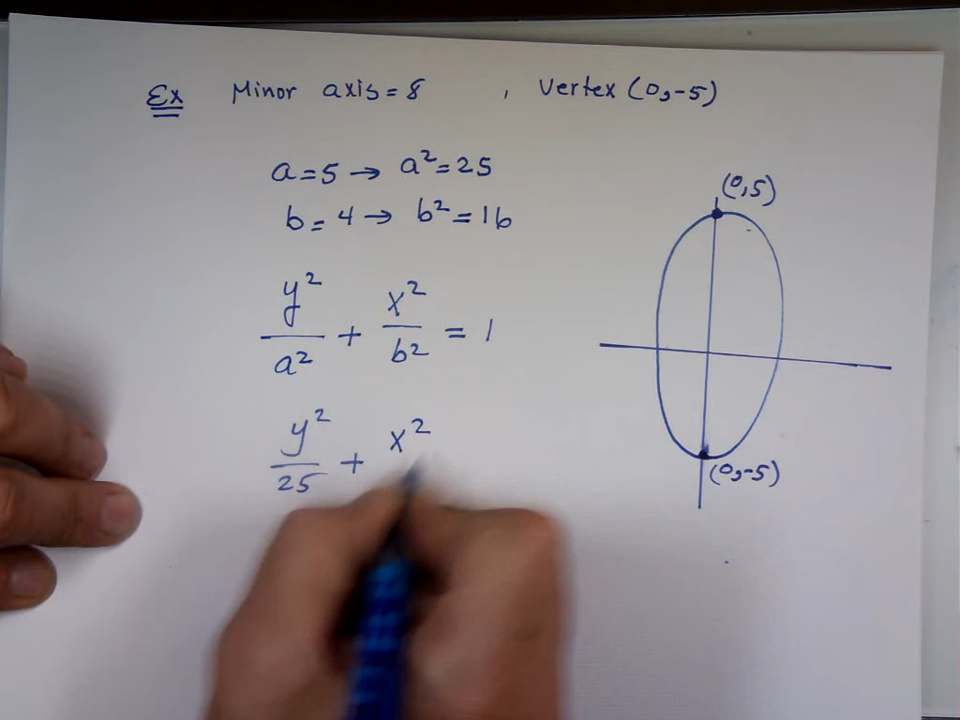 Ex Minor axis = 8 , Vertex (0,-5)
a = 5 → a² = 25
b = 4 → b² = 16
y²/a² + x²/b² = 1
y²/25 + x²
(0,5)
(0,-5)